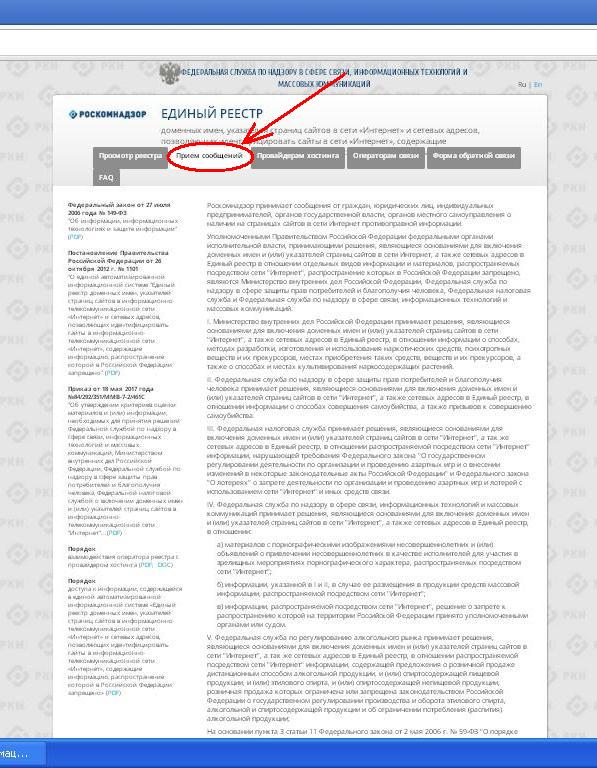 ФЕДЕРАЛЬНАЯ СЛУЖБА ПО НАДЗОРУ В СФЕРЕ СВЯЗИ, ИНФОРМАЦИОННЫХ ТЕХНОЛОГИЙ И
МАССОВЫХ КОММУНИКАЦИЙ
Ru | En
РОСКОМНАДЗОР
ЕДИНЫЙ РЕЕСТР
доменных имен, указателей страниц сайтов в сети «Интернет» и сетевых адресов,
позволяющих идентифицировать сайты в сети «Интернет», содержащие
Просмотр реестра
Прием сообщений
Провайдерам хостинга
Операторам связи
Форма обратной связи
FAQ
Федеральный закон от 27 июля
2006 года № 149-ФЗ
"Об информации, информационных
технологиях и защите информации"
(PDF)
Постановление Правительства
Российской Федерации от 26
октября 2012 г. № 1101
"О единой автоматизированной
информационной системе "Единый
реестр доменных имен, указателей
страниц сайтов в информационно-
телекоммуникационной сети
«Интернет» и сетевых адресов,
позволяющих идентифицировать
сайты в информационно-
телекоммуникационной сети
«Интернет», содержащие
информацию, распространение
которой в Российской Федерации
запрещено" (PDF)
Приказ от 18 мая 2017 года
№84/292/351/ММВ-7-2/461С
"Об утверждении критериев оценки
материалов и (или) информации,
необходимых для принятия решений
Федеральной службой по надзору в
сфере связи, информационных
технологий и массовых
коммуникаций, Министерством
внутренних дел Российской
Федерации, Федеральной службой по
надзору в сфере защиты прав
потребителей и благополучия
человека, Федеральной налоговой
службой о включении доменных имен
и (или) указателей страниц сайтов в
информационно-
телекоммуникационной сети
"Интернет"...(PDF)
Порядок
взаимодействия оператора реестра с
провайдером хостинга (PDF, DOC)
Порядок
доступа к информации, содержащейся
в единой автоматизированной
информационной системе «Единый
реестр доменных имен, указателей
страниц сайтов в информационно-
телекоммуникационной сети
«Интернет» и сетевых адресов,
позволяющих идентифицировать
сайты в информационно-
телекоммуникационной сети
«Интернет», содержащие
информацию, распространение
которой в Российской Федерации
запрещено» (PDF)
Роскомнадзор принимает сообщения от граждан, юридических лиц, индивидуальных
предпринимателей, органов государственной власти, органов местного самоуправления о
наличии на страницах сайтов в сети Интернет противоправной информации.
Уполномоченными Правительством Российской Федерации федеральными органами
исполнительной власти, принимающими решения, являющиеся основаниями для включения
доменных имен и (или) указателей страниц сайтов в сети "Интернет", а также сетевых адресов в
Единый реестр в отношении отдельных видов информации и материалов, распространяемых
посредством сети "Интернет", распространение которых в Российской Федерации запрещено,
являются Министерство внутренних дел Российской Федерации, Федеральная служба по
надзору в сфере защиты прав потребителей и благополучия человека, Федеральная налоговая
служба и Федеральная служба по надзору в сфере связи, информационных технологий и
массовых коммуникаций.
I. Министерство внутренних дел Российской Федерации принимает решения, являющиеся
основаниями для включения доменных имен и (или) указателей страниц сайтов в сети
"Интернет", а также сетевых адресов в Единый реестр, в отношении информации о способах,
методах разработки, изготовления и использования наркотических средств, психотропных
веществ и их прекурсоров, местах приобретения таких средств, веществ и их прекурсоров, а
также о способах и местах культивирования наркосодержащих растений.
II. Федеральная служба по надзору в сфере защиты прав потребителей и благополучия
человека принимает решения, являющиеся основаниями для включения доменных имен и
(или) указателей страниц сайтов в сети "Интернет", а также сетевых адресов в Единый реестр, в
отношении информации о способах совершения самоубийства, а также призывов к совершению
самоубийства.
III. Федеральная налоговая служба принимает решения, являющиеся основаниями для
включения доменных имен и (или) указателей страниц сайтов в сети "Интернет", а так же
сетевых адресов в Единый реестр, в отношении распространяемой посредством сети "Интернет"
информации, нарушающей требования Федерального закона "О государственном
регулировании деятельности по организации и проведению азартных игр и о внесении
изменений в некоторые законодательные акты Российской Федерации» и Федерального закона
"О лотереях" о запрете деятельности по организации и проведению азартных игр и лотерей с
использованием сети "Интернет" и иных средств связи.
IV. Федеральная служба по надзору в сфере связи, информационных технологий и массовых
коммуникаций принимает решения, являющиеся основаниями для включения доменных имен
и (или) указателей страниц сайтов в сети "Интернет", а также сетевых адресов в Единый реестр,
в отношении:
а) материалов с порнографическими изображениями несовершеннолетних и (или)
объявлений о привлечении несовершеннолетних в качестве исполнителей для участия в
зрелищных мероприятиях порнографического характера, распространяемых посредством
сети "Интернет";
б) информации, указанной в I и II, в случае ее размещения в продукции средств массовой
информации, распространяемой посредством сети "Интернет";
в) информации, распространяемой посредством сети "Интернет", решение о запрете к
распространению которой на территории Российской Федерации принято уполномоченными
органами или судом.
V. Федеральная служба по регулированию алкогольного рынка принимает решения,
являющиеся основаниями для включения доменных имен и (или) указателей страниц сайтов в
сети "Интернет", а также сетевых адресов в Единый реестр, в отношении распространяемой
посредством сети "Интернет" информации, содержащей предложения о розничной продаже
дистанционным способом алкогольной продукции, и (или) спиртосодержащей пищевой
продукции, и (или) этилового спирта, и (или) спиртосодержащей непищевой продукции,
розничная продажа которых ограничена или запрещена законодательством Российской
Федерации о государственном регулировании производства и оборота этилового спирта,
алкогольной и спиртосодержащей продукции и об ограничении потребления (распития)
алкогольной продукции;
На основании пункта 3 статьи 11 Федерального закона от 2 мая 2006 г. № 59-ФЗ "О порядке
мац...